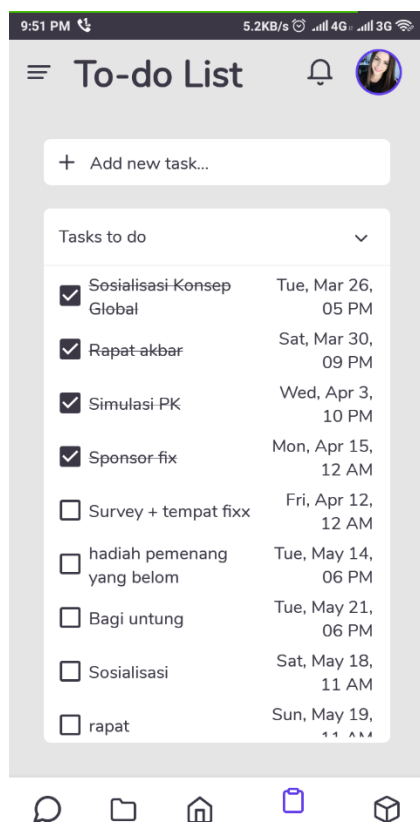 9:51 PM 5.2KB/s 4G 3G
To-do List
+ Add new task...
Tasks to do
Sosialisasi Konsep Global Tue, Mar 26, 05 PM
Rapat akbar Sat, Mar 30, 09 PM
Simulasi PK Wed, Apr 3, 10 PM
Sponsor fix Mon, Apr 15, 12 AM
Survey + tempat fixx Fri, Apr 12, 12 AM
hadiah pemenang yang belom Tue, May 14, 06 PM
Bagi untung Tue, May 21, 06 PM
Sosialisasi Sat, May 18, 11 AM
rapat Sun, May 19, 11 AM